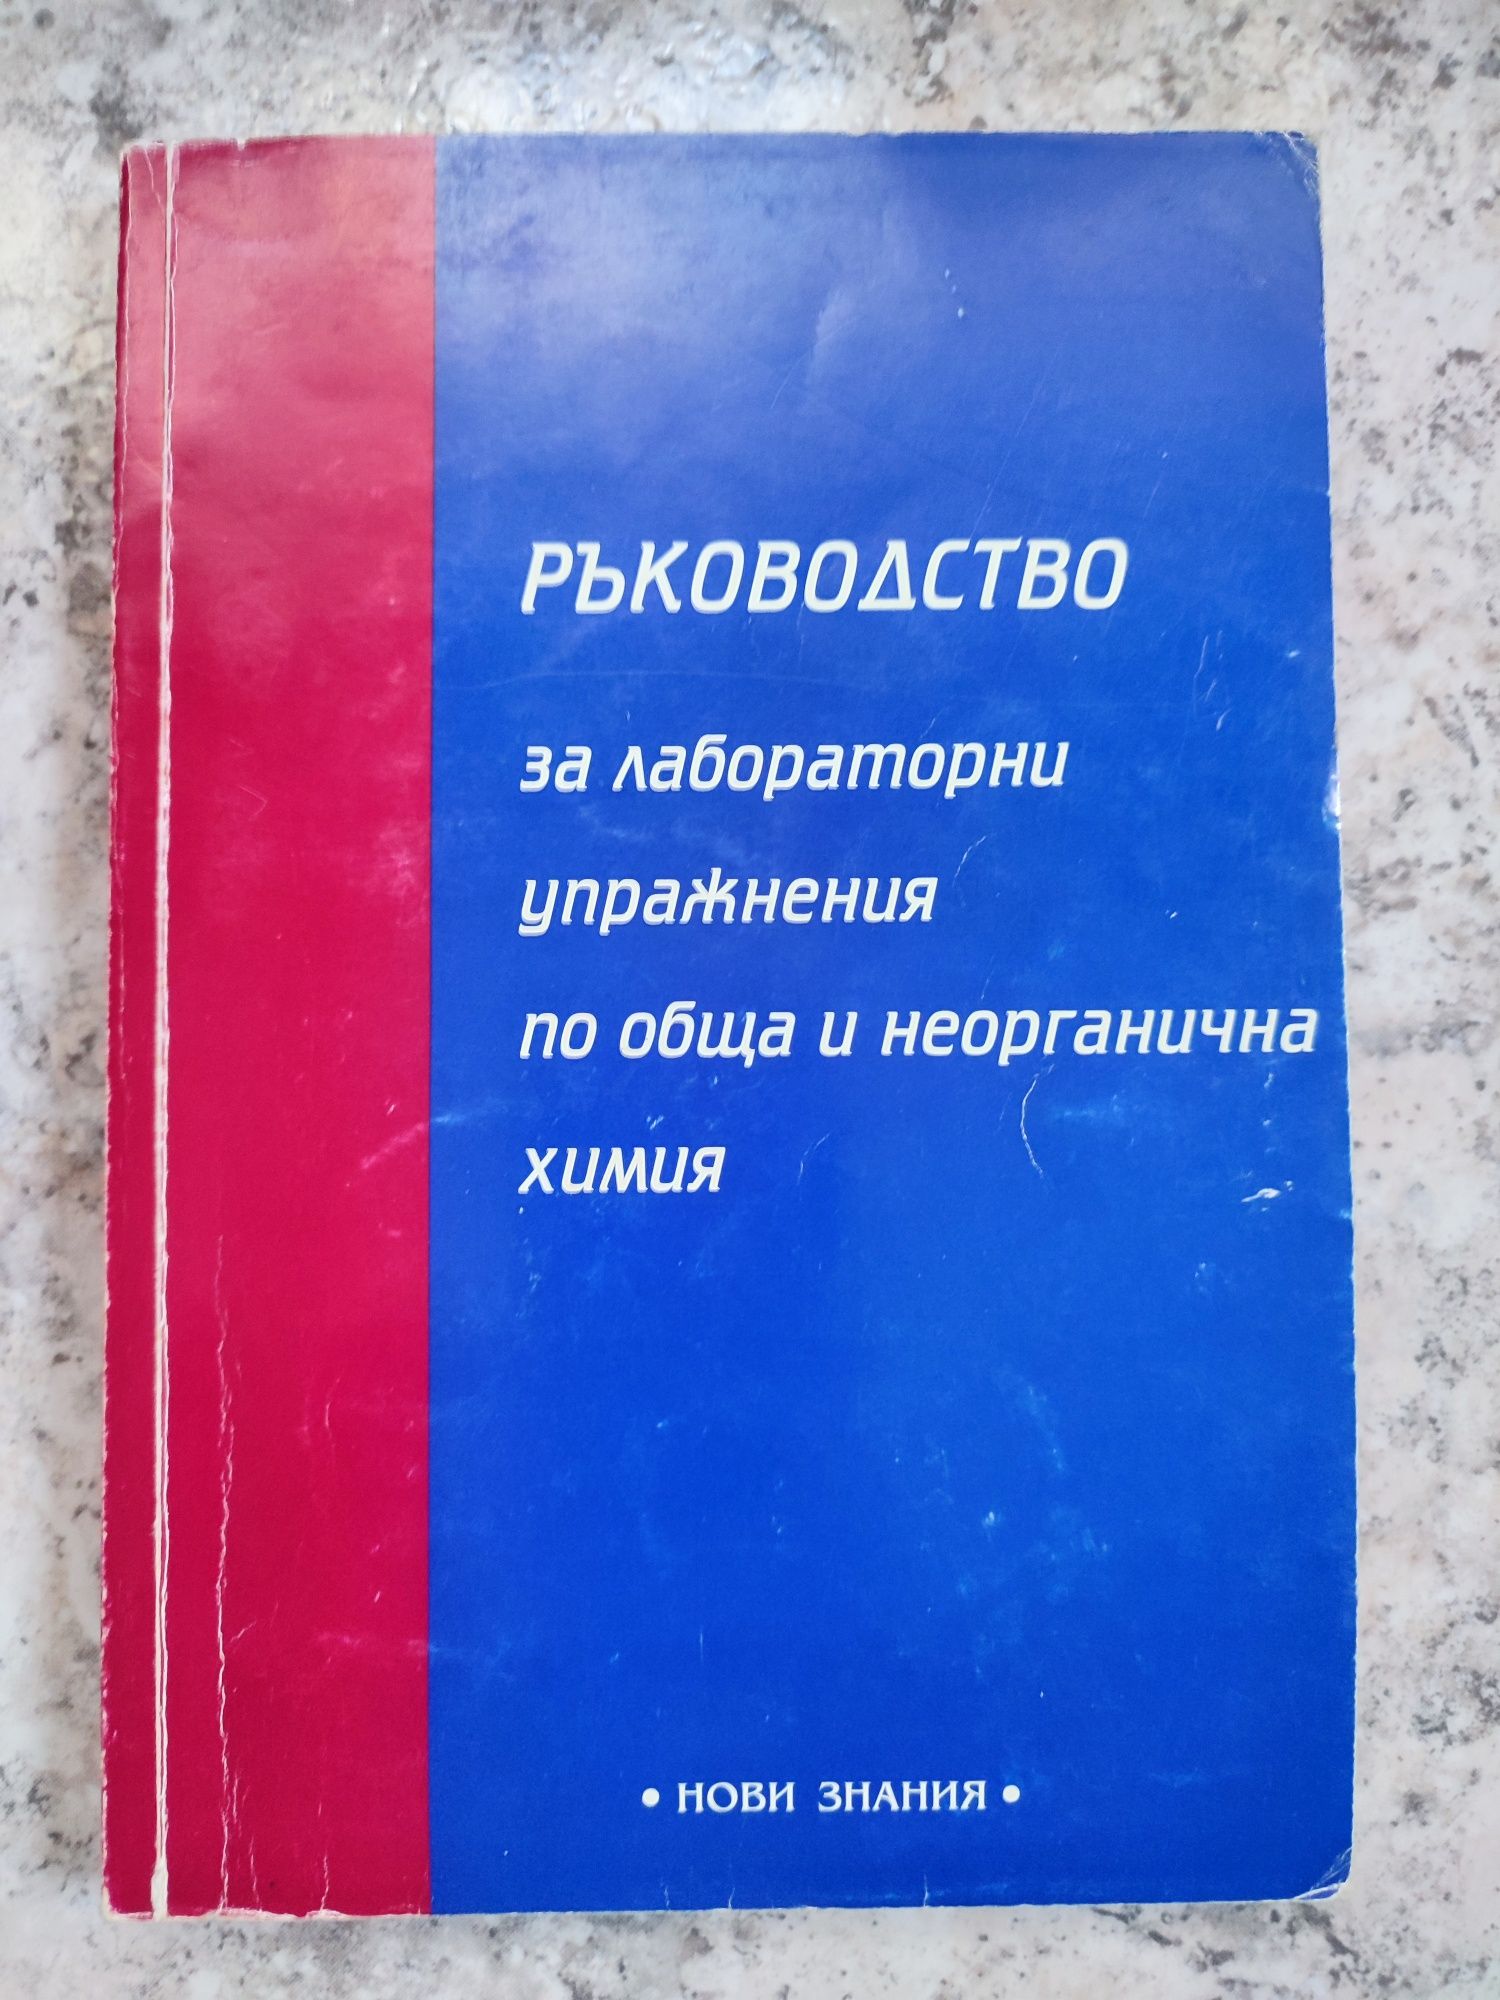 РЪКОВОДСТВО
за лабораторни
упражнения
по обща и неорганична
химия
• НОВИ ЗНАНИЯ •